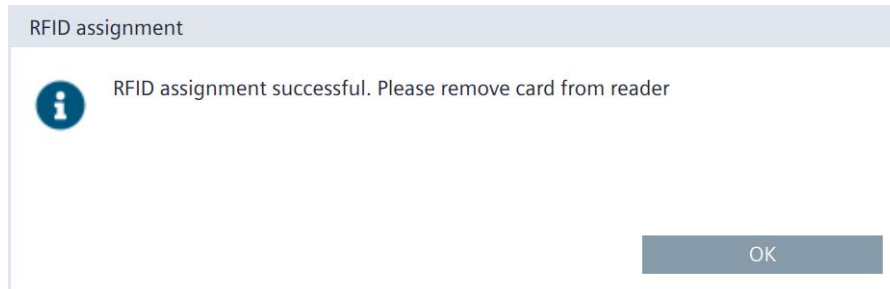 RFID assignment
RFID assignment successful. Please remove card from reader
OK